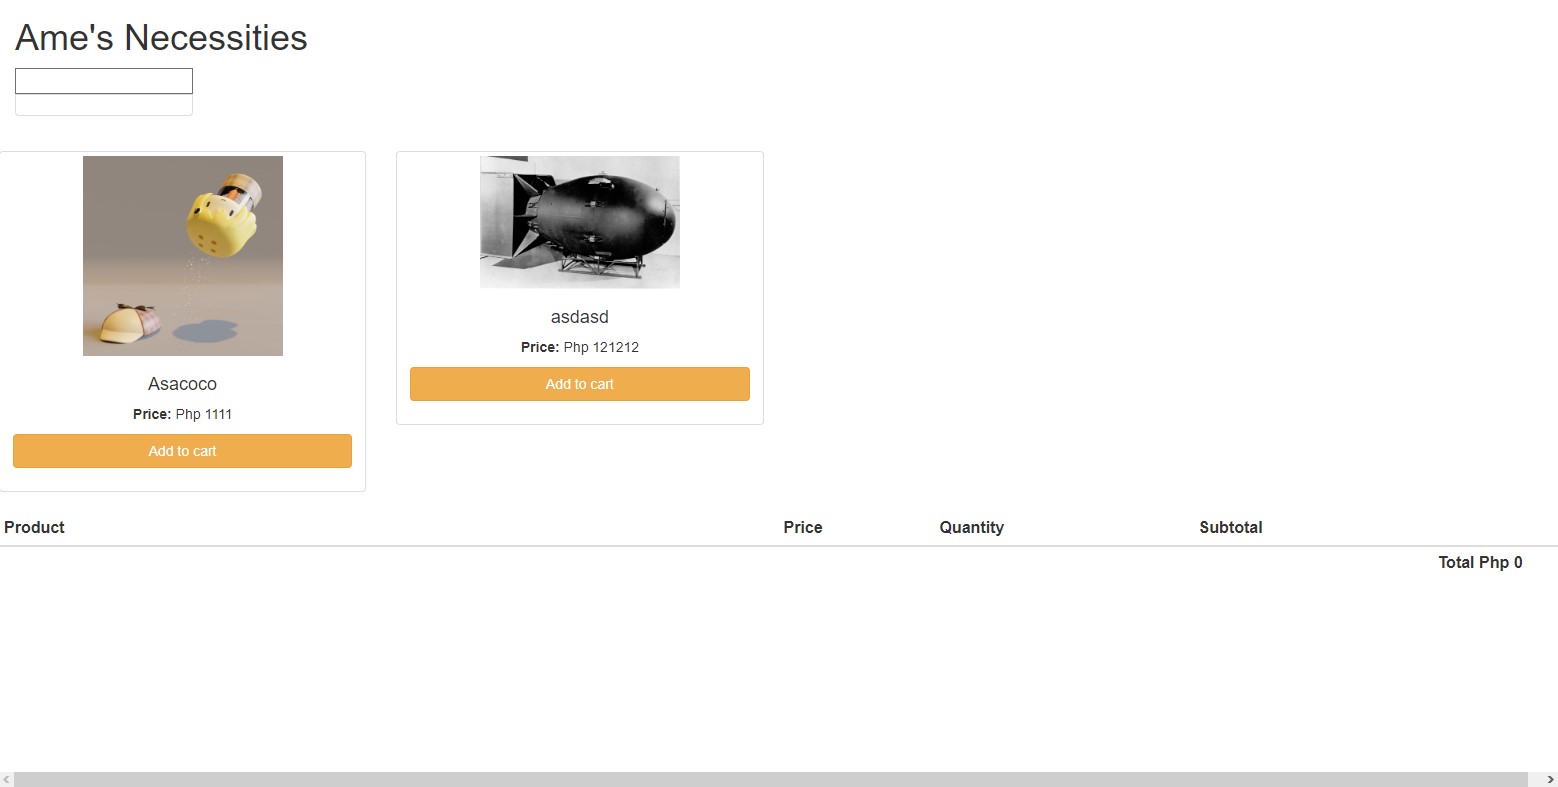 Ame's Necessities
Asacoco
Price: Php 1111
Add to cart
asdasd
Price: Php 121212
Add to cart
Product Price Quantity Subtotal
Total Php 0